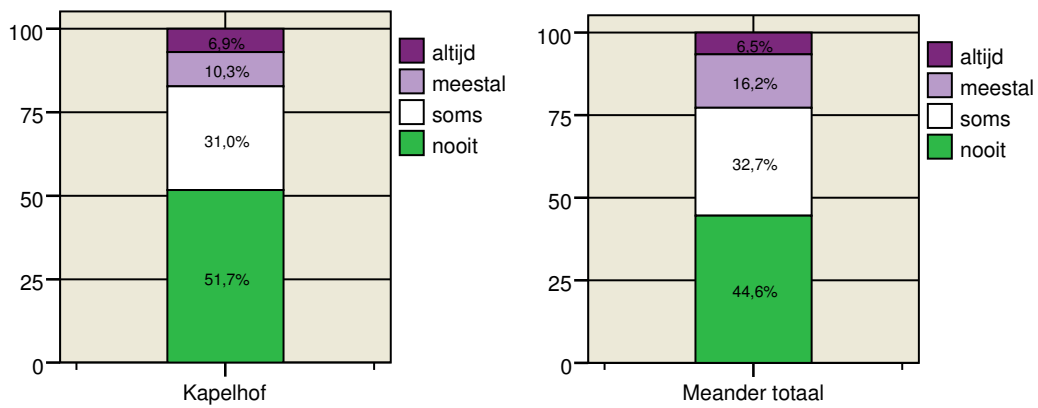 100
75
50
25
0
6,9%
10,3%
31,0%
51,7%
Kapelhof
altijd
meestal
soms
nooit
100
75
50
25
0
6,5%
16,2%
32,7%
44,6%
Meander totaal
altijd
meestal
soms
nooit